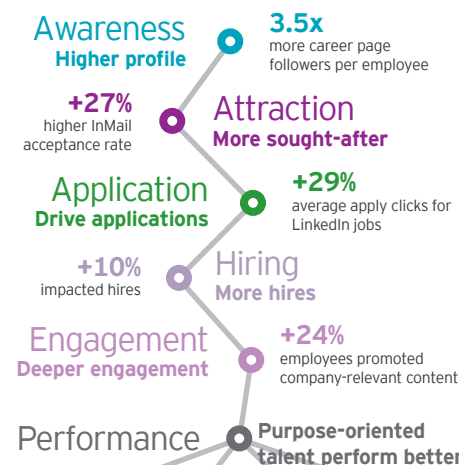 Awareness
Higher profile
3.5x
more career page
followers per employee
+27%
higher InMail
acceptance rate
Attraction
More sought-after
Application
Drive applications
+29%
average apply clicks for
LinkedIn jobs
+10%
impacted hires
Hiring
More hires
Engagement
Deeper engagement
+24%
employees promoted
company-relevant content
Performance
Purpose-oriented
talent perform better